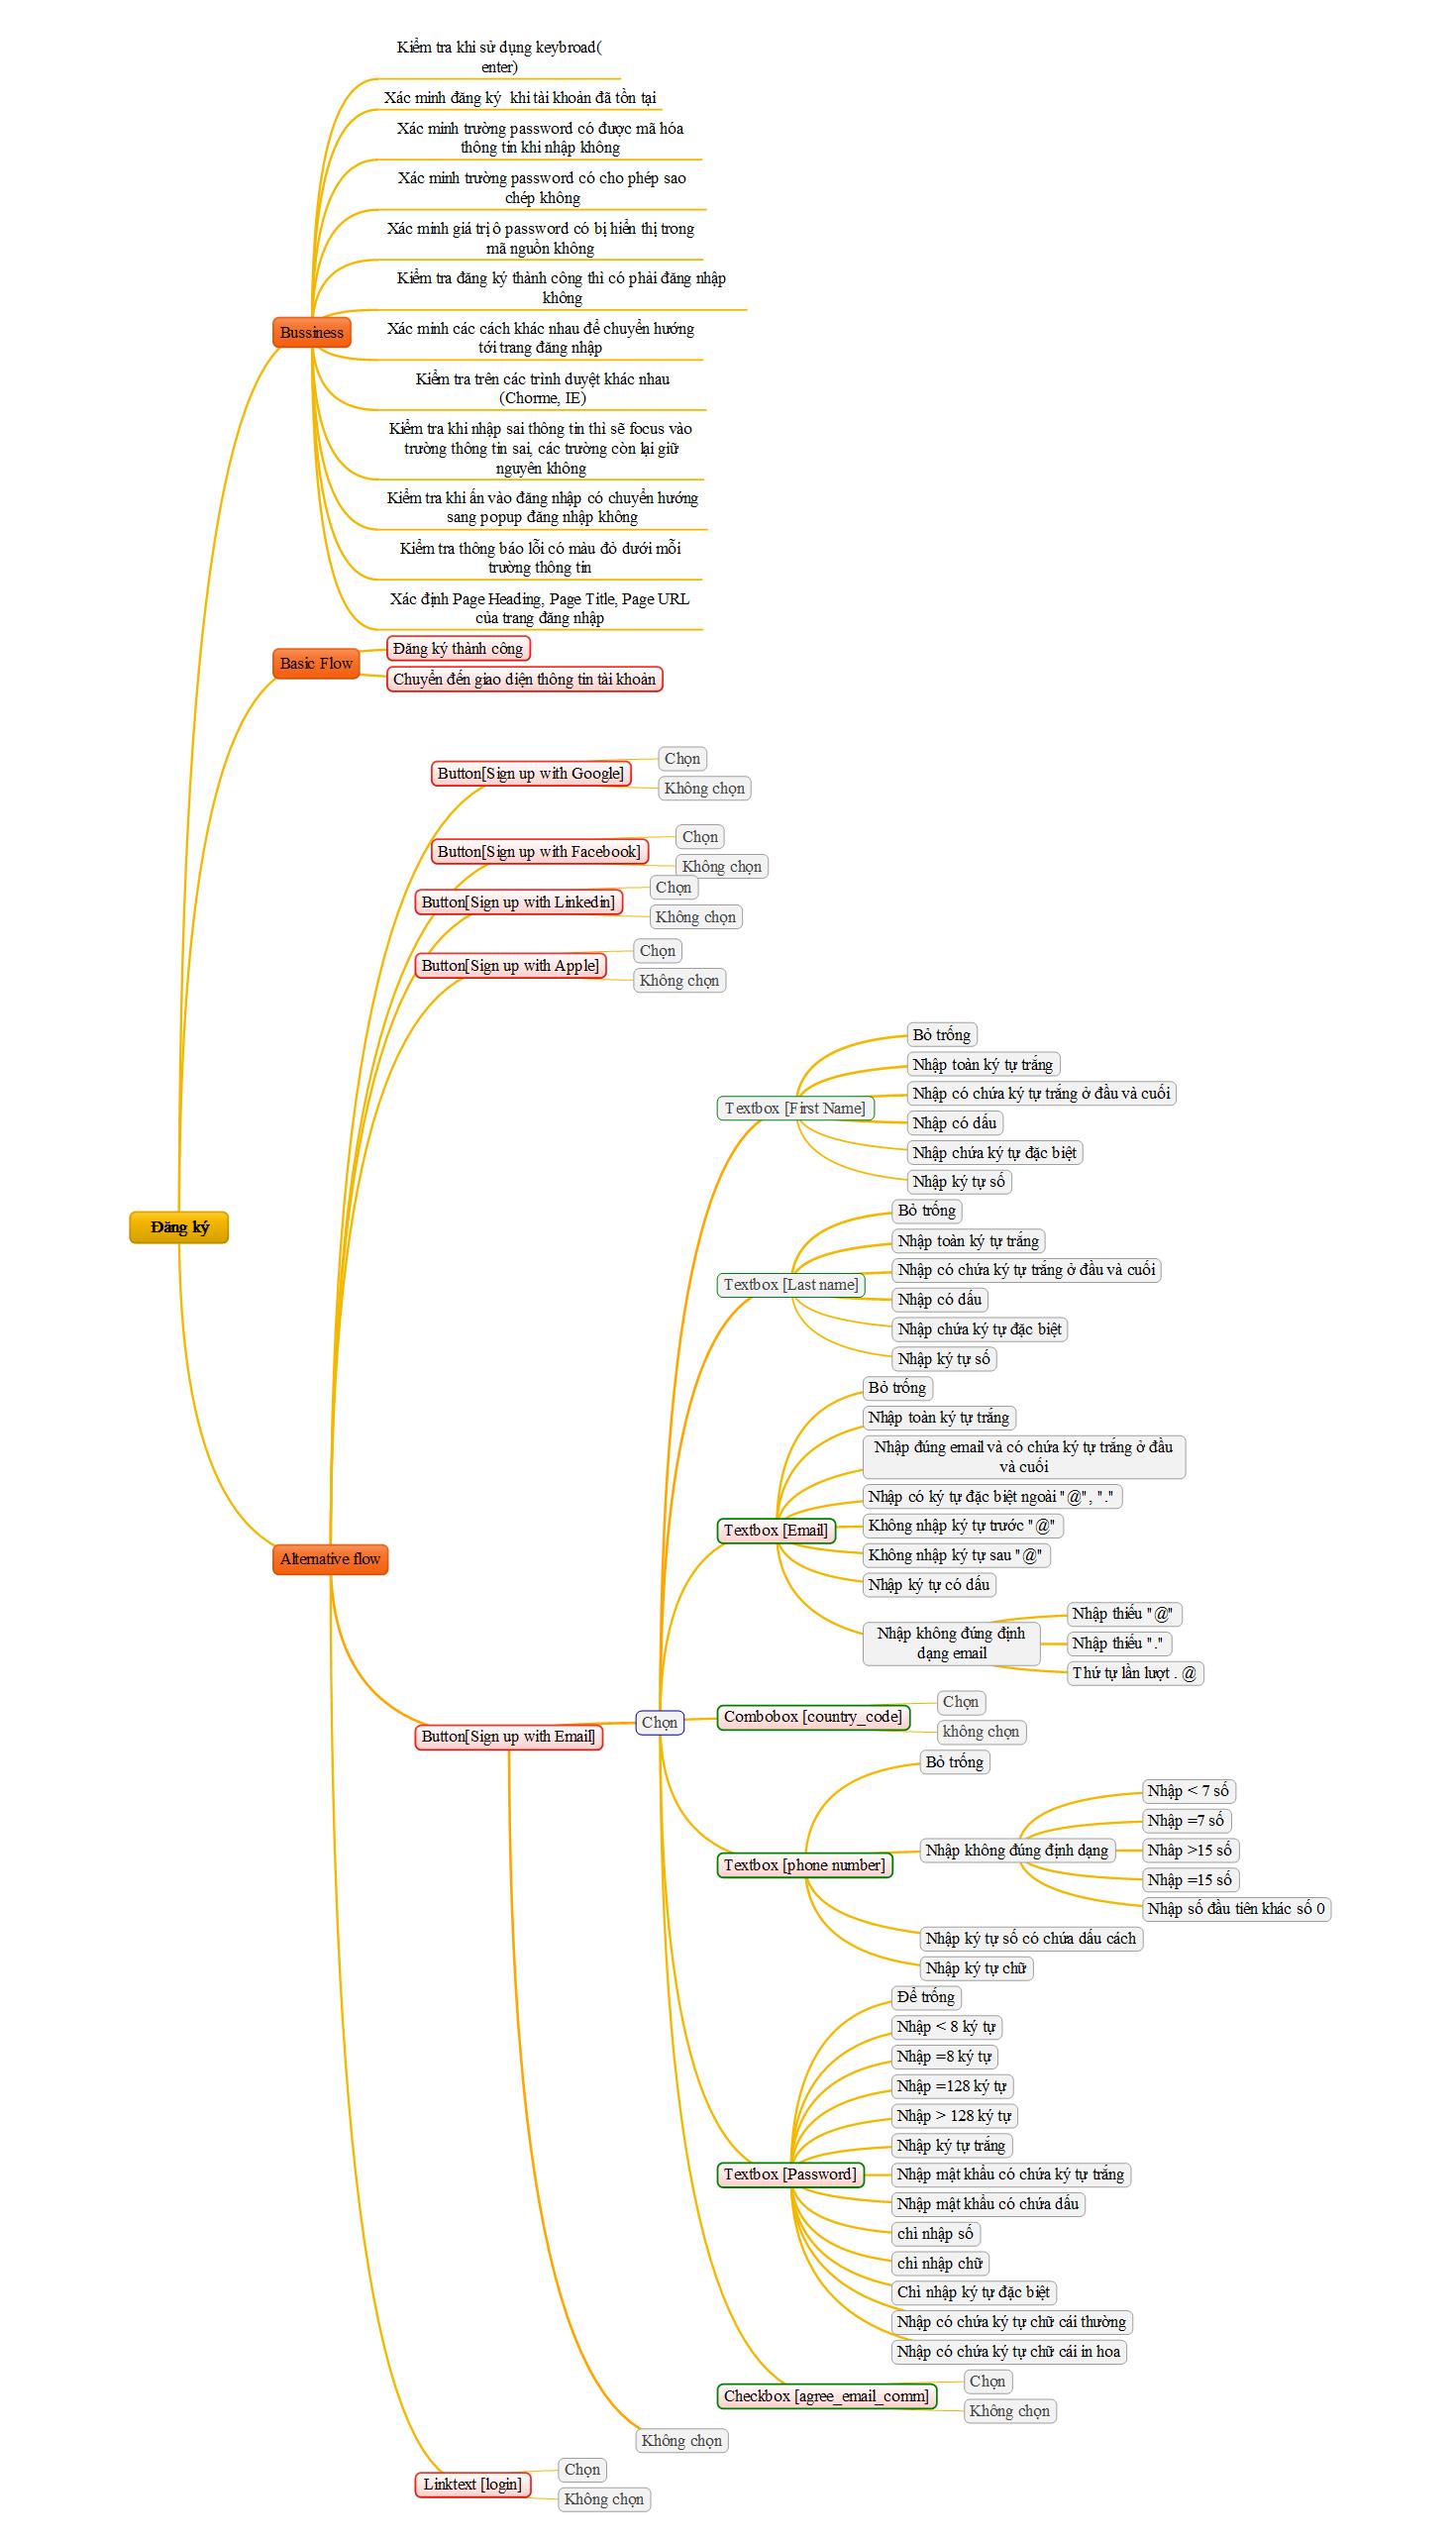 Kiểm tra khi sử dụng keybroad(
enter)
Xác minh đăng ký  khi tài khoản đã tồn tại
Xác minh trường password có được mã hóa
thông tin khi nhập không
Xác minh trường password có cho phép sao
chép không
Xác minh giá trị ô password có bị hiển thị trong
mã nguồn không
Kiểm tra đăng ký thành công thì có phải đăng nhập
không
Bussiness
Xác minh các cách khác nhau để chuyển hướng
tới trang đăng nhập
Kiểm tra trên các trình duyệt khác nhau
(Chorme, IE)
Kiểm tra khi nhập sai thông tin thì sẽ focus vào
trường thông tin sai, các trường còn lại giữ
nguyên không
Kiểm tra khi ấn vào đăng nhập có chuyển hướng
sang popup đăng nhập không
Kiểm tra thông báo lỗi có màu đỏ dưới mỗi
trường thông tin
Xác định Page Heading, Page Title, Page URL
của trang đăng nhập
Basic Flow
Đăng ký thành công
Chuyển đến giao diện thông tin tài khoản
Button[Sign up with Google]
Chọn
Không chọn
Button[Sign up with Facebook]
Chọn
Không chọn
Button[Sign up with Linkedin]
Chọn
Không chọn
Button[Sign up with Apple]
Chọn
Không chọn
Textbox [First Name]
Bỏ trống
Nhập toàn ký tự trắng
Nhập có chứa ký tự trắng ở đầu và cuối
Nhập có dấu
Nhập chứa ký tự đặc biệt
Nhập ký tự số
Đăng ký
Textbox [Last name]
Bỏ trống
Nhập toàn ký tự trắng
Nhập có chứa ký tự trắng ở đầu và cuối
Nhập có dấu
Nhập chứa ký tự đặc biệt
Nhập ký tự số
Textbox [Email]
Bỏ trống
Nhập toàn ký tự trắng
Nhập đúng email và có chứa ký tự trắng ở đầu
và cuối
Nhập có ký tự đặc biệt ngoài "@", "."
Không nhập ký tự trước "@"
Không nhập ký tự sau "@"
Nhập ký tự có dấu
Nhập không đúng định
dạng email
Nhập thiếu "@"
Nhập thiếu "."
Thứ tự lần lượt . @
Alternative flow
Button[Sign up with Email]
Chọn
Combobox [country_code]
Chọn
không chọn
Textbox [phone number]
Bỏ trống
Nhập không đúng định dạng
Nhập < 7 số
Nhập =7 số
Nhâp >15 số
Nhập =15 số
Nhập số đầu tiên khác số 0
Nhập ký tự số có chứa dấu cách
Nhập ký tự chữ
Textbox [Password]
Để trống
Nhập < 8 ký tự
Nhập =8 ký tự
Nhập =128 ký tự
Nhập > 128 ký tự
Nhập ký tự trắng
Nhập mật khẩu có chứa ký tự trắng
Nhập mật khẩu có chứa dấu
chỉ nhập số
chỉ nhập chữ
Chỉ nhập ký tự đặc biệt
Nhập có chứa ký tự chữ cái thường
Nhập có chứa ký tự chữ cái in hoa
Checkbox [agree_email_comm]
Chọn
Không chọn
Không chọn
Linktext [login]
Chọn
Không chọn